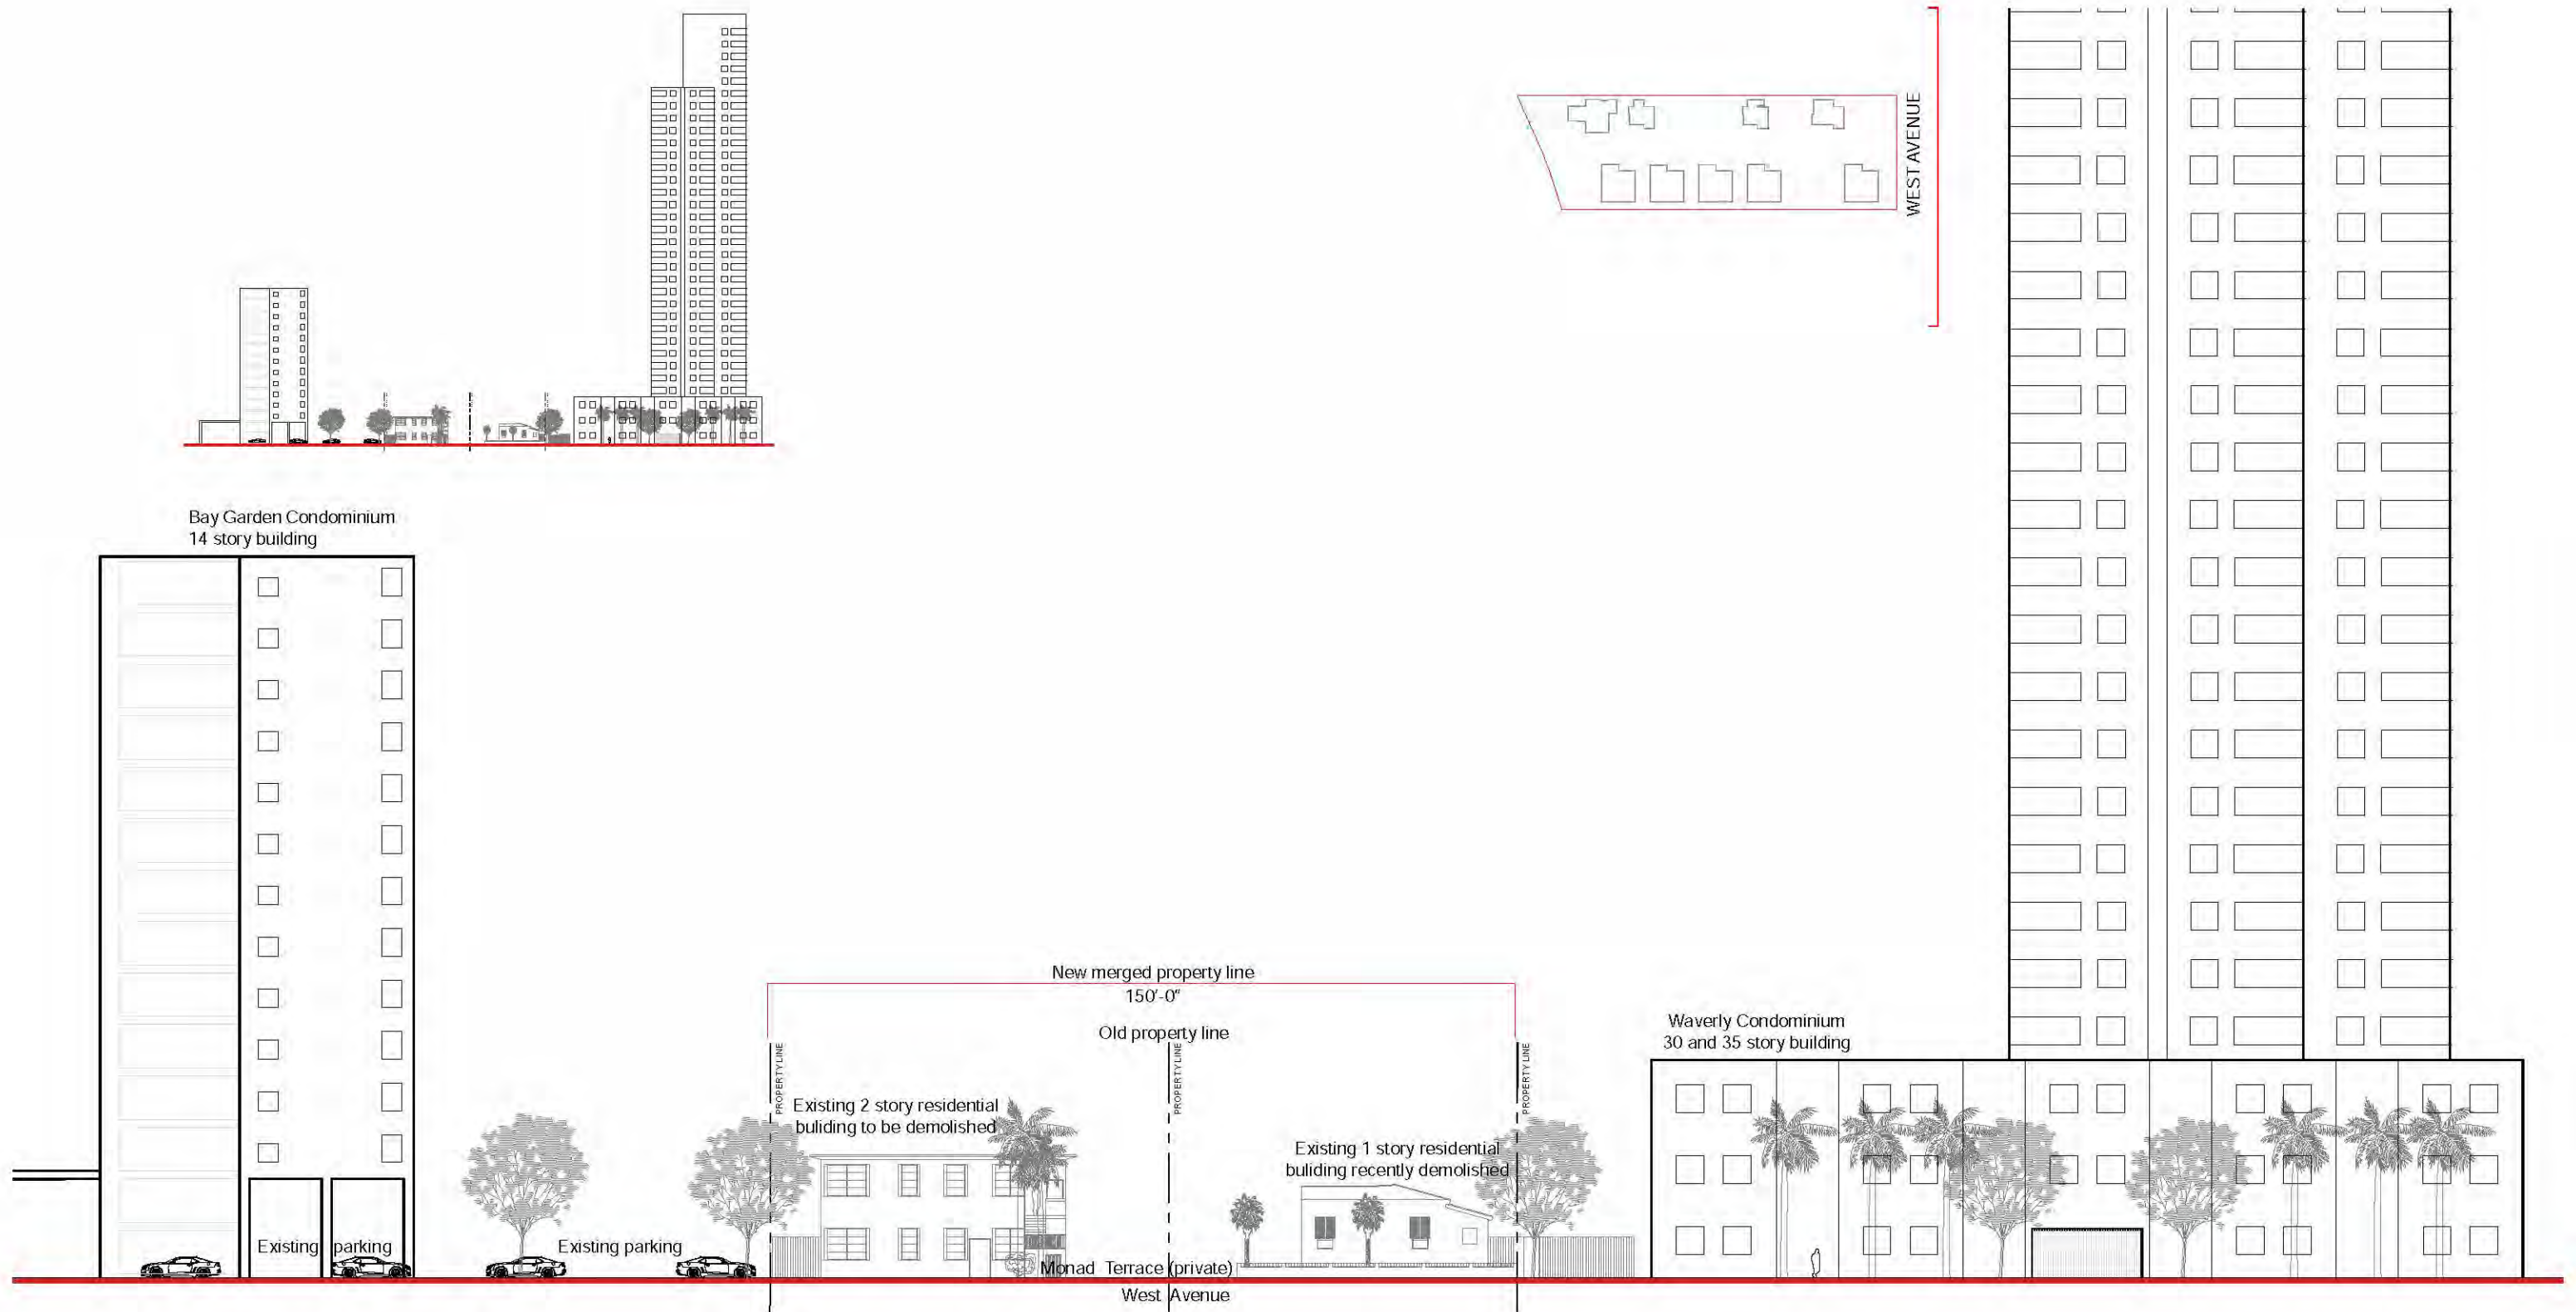 WEST AVENUE
Bay Garden Condominium
14 story building
New merged property line
150'-0"
Old property line
PROPERTY LINE
PROPERTY LINE
PROPERTY LINE
Waverly Condominium
30 and 35 story building
Existing 2 story residential
buliding to be demolished
Existing 1 story residential
buliding recently demolished
Existing parking
Existing parking
Monad Terrace (private)
West Avenue